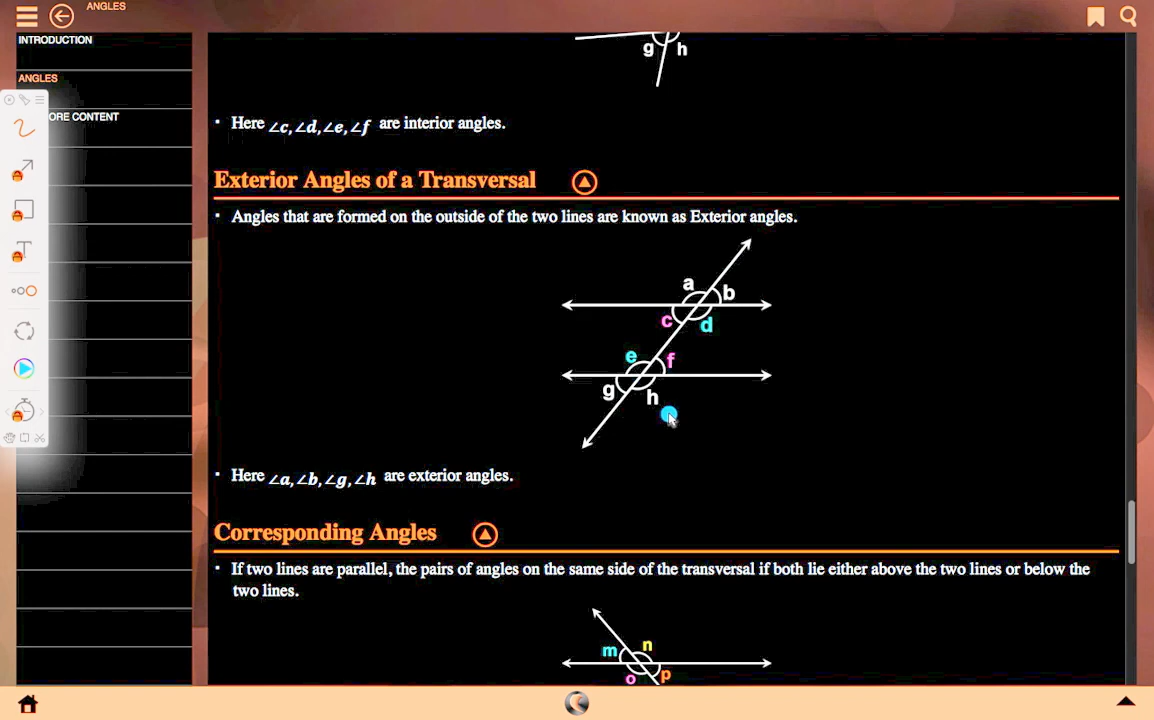 ANGLES
INTRODUCTION
ANGLES
ORE CONTENT
g h
• Here ∠c,∠d,∠e,∠f are interior angles.
Exterior Angles of a Transversal
• Angles that are formed on the outside of the two lines are known as Exterior angles.
a b
c d
e f
g h
• Here ∠a,∠b,∠g,∠h are exterior angles.
Corresponding Angles
• If two lines are parallel, the pairs of angles on the same side of the transversal if both lie either above the two lines or below the
two lines.
m n
o p